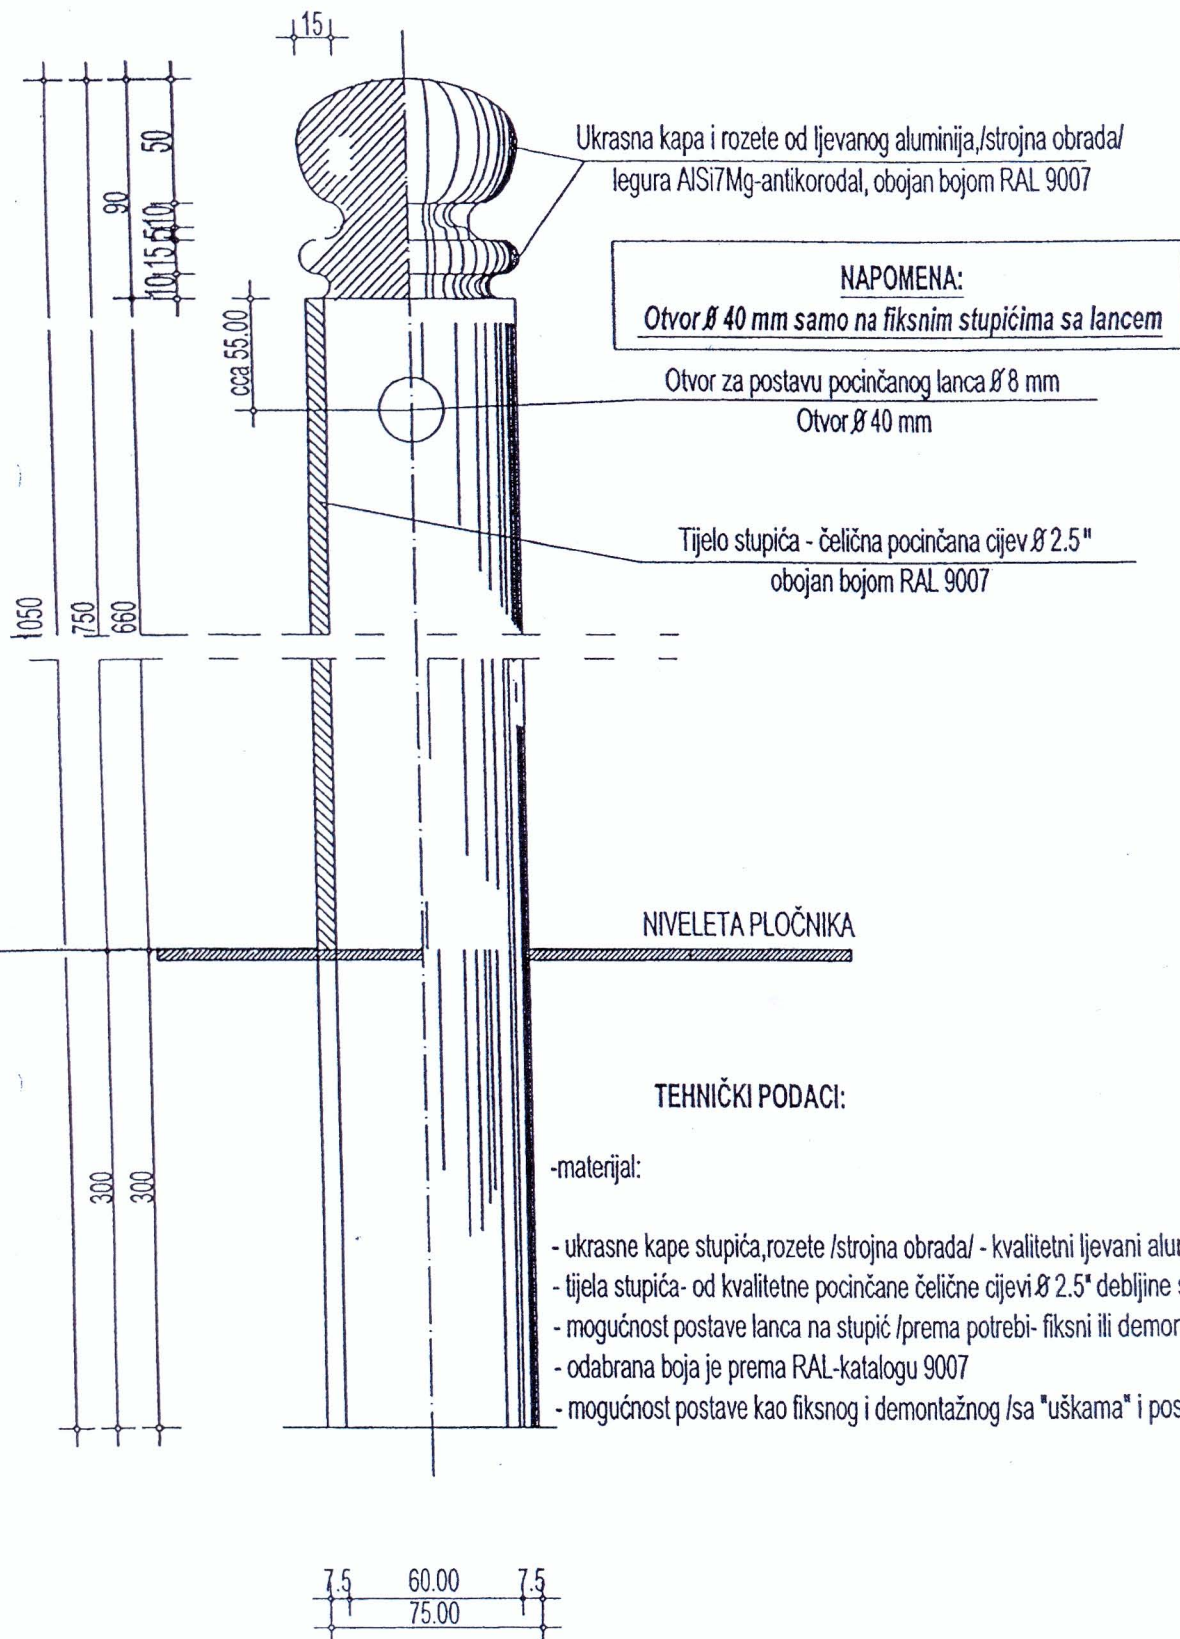 15
50
90
10
5
15
10
Ukrasna kapa i rozete od ljevanog aluminija,/strojna obrada/
legura AlSi7Mg-antikorodal, obojan bojom RAL 9007
NAPOMENA:
Otvor Ø 40 mm samo na fiksnim stupićima sa lancem
cca 55.00
Otvor za postavu pocinčanog lanca Ø 8 mm
Otvor Ø 40 mm
Tijelo stupića - čelična pocinčana cijev Ø 2.5"
obojan bojom RAL 9007
1050
750
660
NIVELETA PLOČNIKA
TEHNIČKI PODACI:
-materijal:
300
300
- ukrasne kape stupića,rozete /strojna obrada/ - kvalitetni ljevani alu
- tijela stupića- od kvalitetne pocinčane čelične cijevi Ø 2.5" debljine
- mogućnost postave lanca na stupić /prema potrebi- fiksni ili demon
- odabrana boja je prema RAL-katalogu 9007
- mogućnost postave kao fiksnog i demontažnog /sa "uškama" i pos
7.5 60.00 7.5
75.00